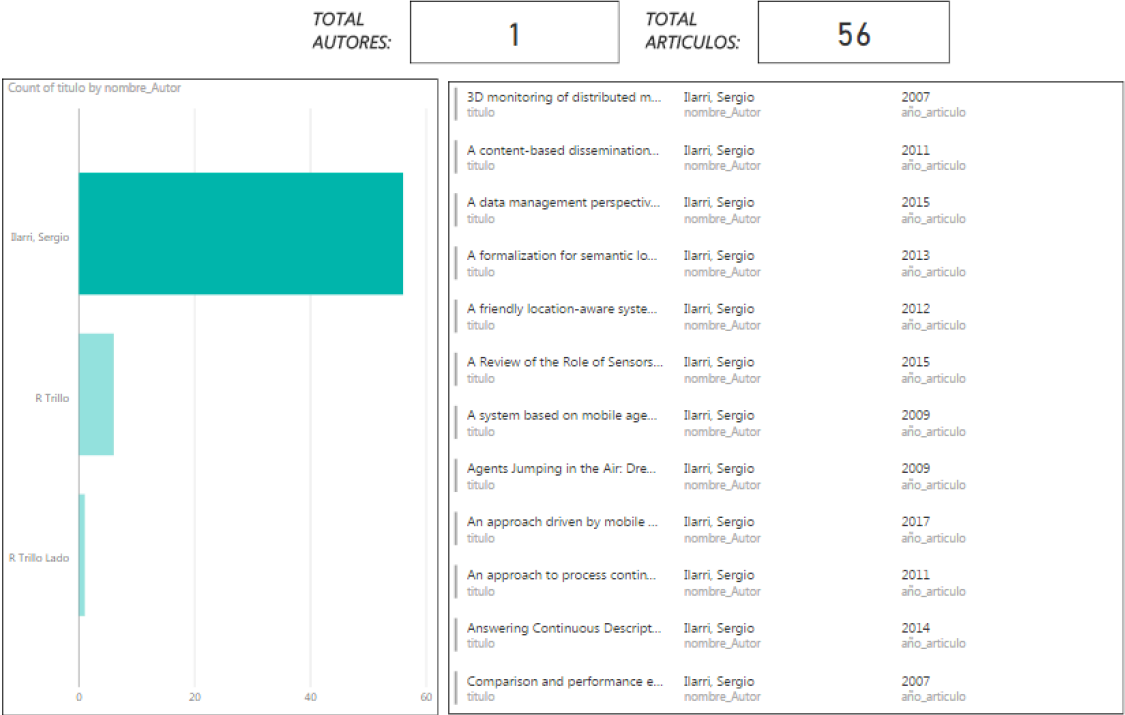 TOTAL AUTORES:
1
TOTAL ARTICULOS:
56
Count of titulo by nombre_Autor
Ilarri, Sergio
R Trillo
R Trillo Lado
0 20 40 60
3D monitoring of distributed m... Ilarri, Sergio 2007
titulo nombre_Autor año_articulo
A content-based dissemination... Ilarri, Sergio 2011
titulo nombre_Autor año_articulo
A data management perspectiv... Ilarri, Sergio 2015
titulo nombre_Autor año_articulo
A formalization for semantic lo... Ilarri, Sergio 2013
titulo nombre_Autor año_articulo
A friendly location-aware syste... Ilarri, Sergio 2012
titulo nombre_Autor año_articulo
A Review of the Role of Sensors... Ilarri, Sergio 2015
titulo nombre_Autor año_articulo
A system based on mobile age... Ilarri, Sergio 2009
titulo nombre_Autor año_articulo
Agents Jumping in the Air: Dre... Ilarri, Sergio 2009
titulo nombre_Autor año_articulo
An approach driven by mobile ... Ilarri, Sergio 2017
titulo nombre_Autor año_articulo
An approach to process contin... Ilarri, Sergio 2011
titulo nombre_Autor año_articulo
Answering Continuous Descript... Ilarri, Sergio 2014
titulo nombre_Autor año_articulo
Comparison and performance e... Ilarri, Sergio 2007
titulo nombre_Autor año_articulo